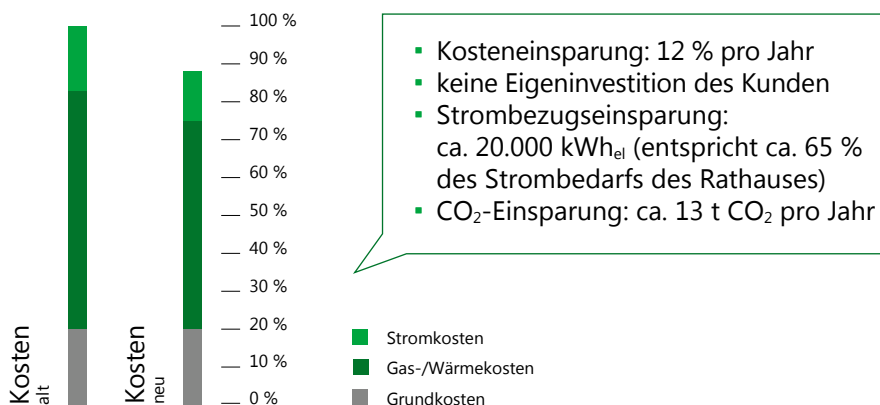 100 %
90 %
80 %
70 %
60 %
50 %
40 %
30 %
20 %
10 %
0 %
Kosten
alt
Kosten
neu
▪ Kosteneinsparung: 12 % pro Jahr
▪ keine Eigeninvestition des Kunden
▪ Strombezugseinsparung:
ca. 20.000 kWhₑₗ (entspricht ca. 65 %
des Strombedarfs des Rathauses)
▪ CO₂-Einsparung: ca. 13 t CO₂ pro Jahr
Stromkosten
Gas-/Wärmekosten
Grundkosten